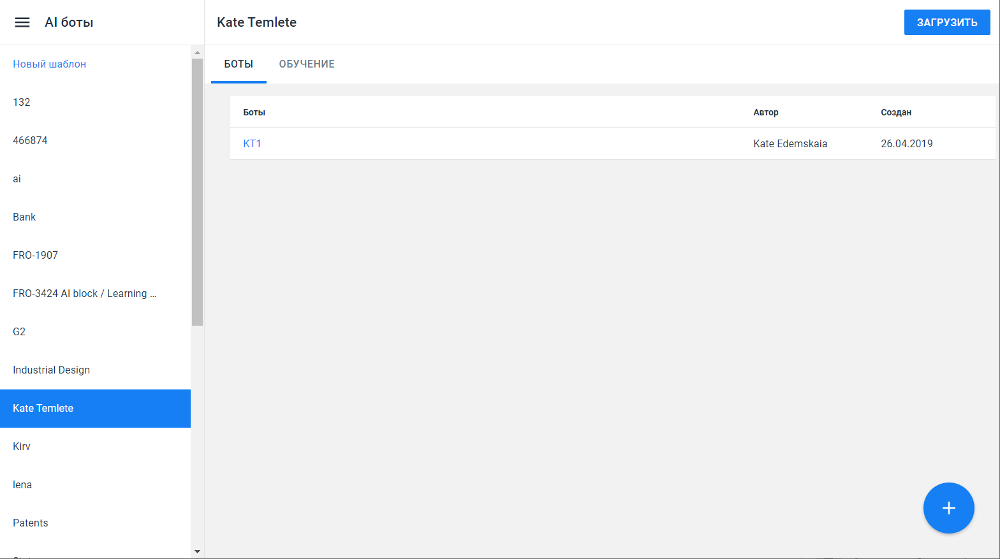 AI боты
Kate Temlete
ЗАГРУЗИТЬ
Новый шаблон
132
466874
ai
Bank
FRO-1907
FRO-3424 AI block / Learning ...
G2
Industrial Design
Kate Temlete
Kirv
lena
Patents
БОТЫ
ОБУЧЕНИЕ
Боты Автор Создан
KT1 Kate Edemskaia 26.04.2019